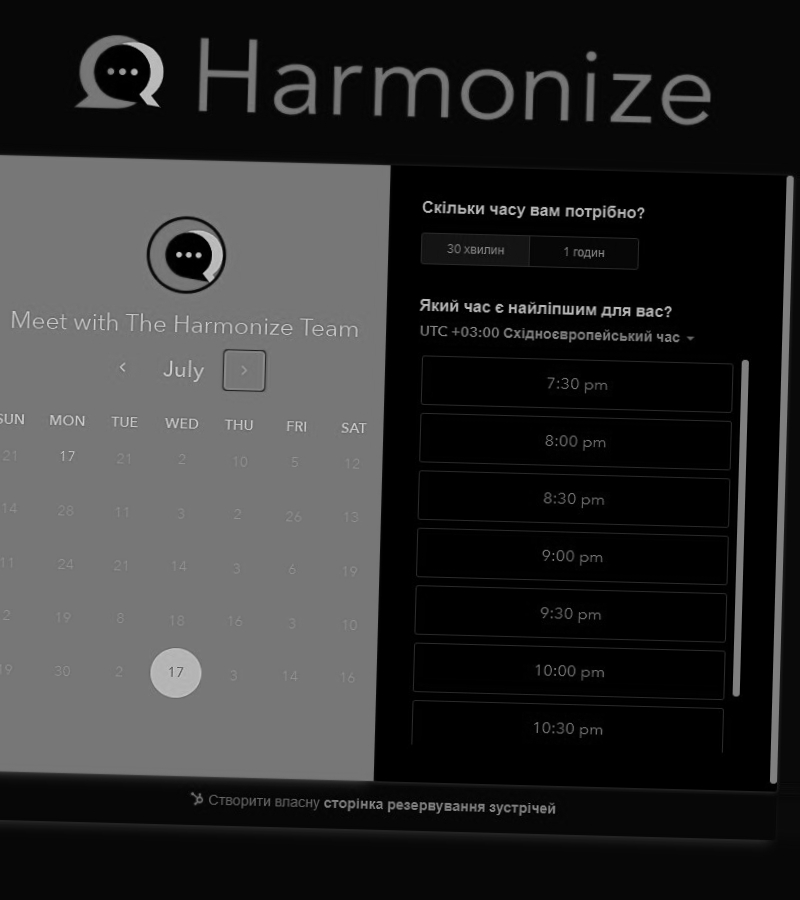 Harmonize
Meet with The Harmonize Team
July
SUN MON TUE WED THU FRI SAT
21 17 21 2 10 5 12
14 28 11 3 2 26 13
11 24 21 14 3 6 19
2 19 8 18 16 3 10
19 30 2 17 3 14 16
Скільки часу вам потрібно?
30 хвилин 1 годин
Який час є найліпшим для вас?
UTC +03:00 Східноєвропейський час
7:30 pm
8:00 pm
8:30 pm
9:00 pm
9:30 pm
10:00 pm
10:30 pm
Створити власну сторінка резервування зустрічей